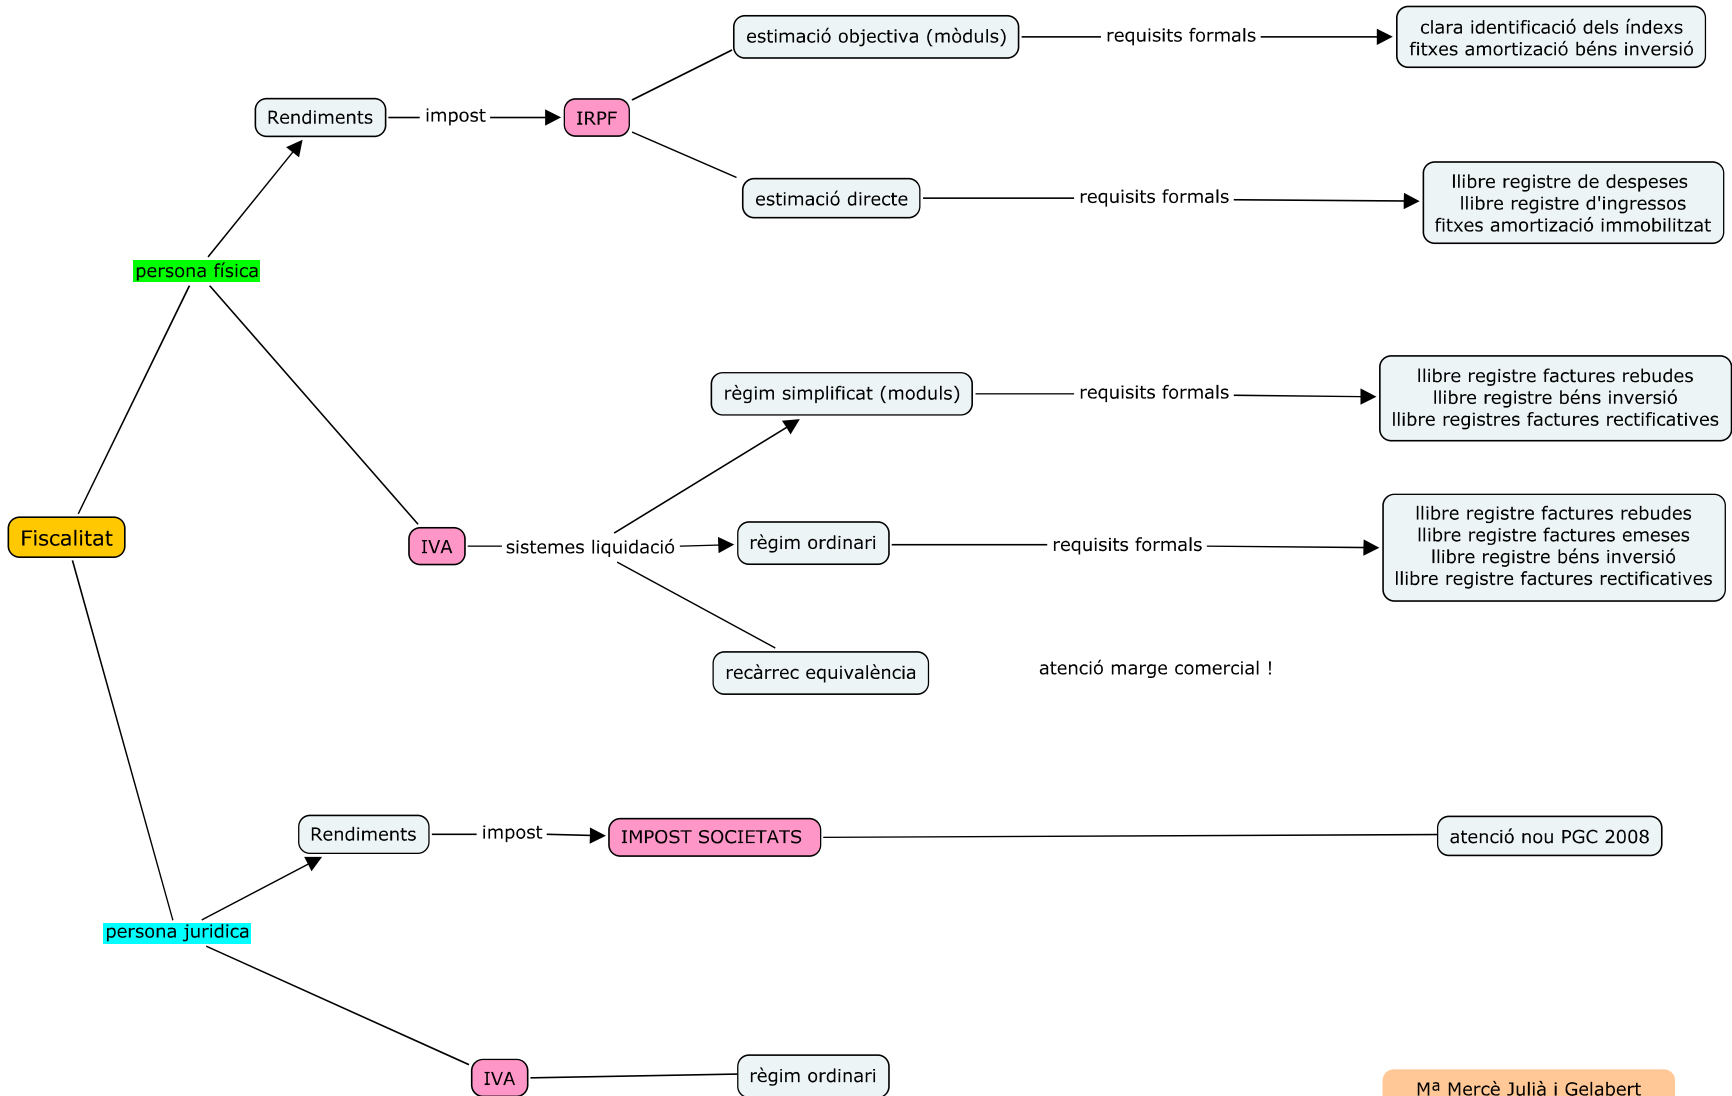 estimació objectiva (mòduls)
requisits formals
clara identificació dels índexs
fitxes amortizació béns inversió
Rendiments
impost
IRPF
estimació directe
requisits formals
llibre registre de despeses
llibre registre d'ingressos
fitxes amortizació immobilitzat
persona física
règim simplificat (moduls)
requisits formals
llibre registre factures rebudes
llibre registre béns inversió
llibre registres factures rectificatives
Fiscalitat
IVA
sistemes liquidació
règim ordinari
requisits formals
llibre registre factures rebudes
llibre registre factures emeses
llibre registre béns inversió
llibre registre factures rectificatives
recàrrec equivalència
atenció marge comercial !
Rendiments
impost
IMPOST SOCIETATS
atenció nou PGC 2008
persona juridica
IVA
règim ordinari
Mª Mercè Julià i Gelabert